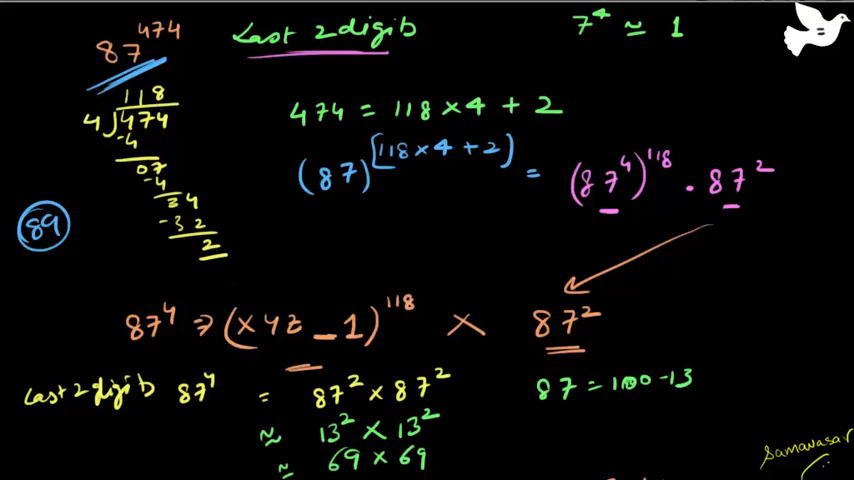 87^474 Last 2 digits 7^4 ≃ 1
118
4)474
-4
07
-4
34
-32
2
474 = 118 × 4 + 2
(87)^[118 × 4 + 2] = (87^4)^118 . 87^2
89
87^4 ⇒ (XYZ _ 1)^118 × 87^2
Last 2 digits 87^4 = 87^2 × 87^2 87 = 100 - 13
≈ 13^2 × 13^2
≈ 69 × 69
Samavasar